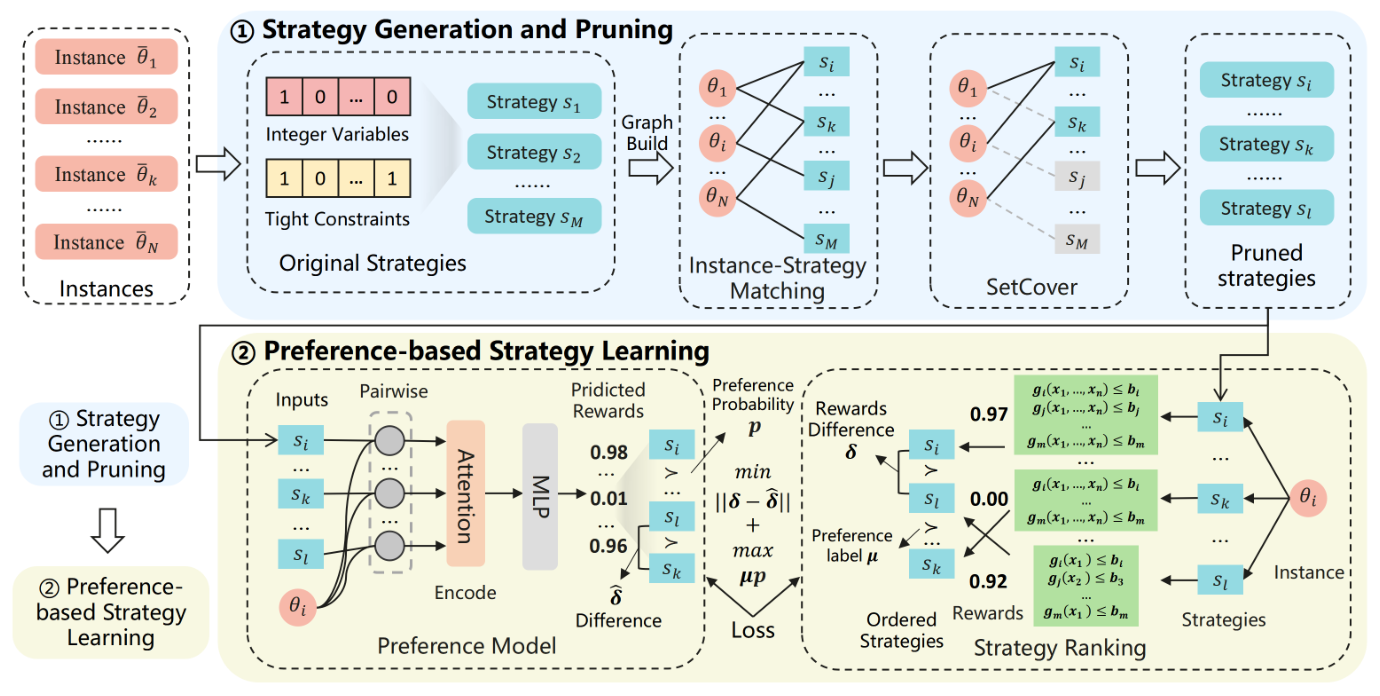 ① Strategy Generation and Pruning
Instance θ̄₁
Instance θ̄₂
......
Instance θ̄ₖ
......
Instance θ̄_N
Instances
1 0 ... 0
Integer Variables
1 0 ... 1
Tight Constraints
Strategy s₁
Strategy s₂
......
Strategy s_M
Original Strategies
Graph
Build
θ₁
...
θᵢ
...
θ_N
sᵢ
...
sₖ
...
sⱼ
...
s_M
Instance-Strategy
Matching
θ₁
...
θᵢ
...
θ_N
sᵢ
...
sₖ
...
sⱼ
...
s_M
SetCover
Strategy sᵢ
......
Strategy sₖ
......
Strategy sₗ
Pruned
strategies
① Strategy
Generation
and Pruning
② Preference-
based Strategy
Learning
② Preference-based Strategy Learning
Inputs
sᵢ
...
sₖ
...
sₗ
θᵢ
Pairwise
...
...
Attention
Encode
MLP
Pridicted
Rewards
0.98
...
0.01
...
0.96
sᵢ
≻
...
sₗ
≻
sₖ
δ̂
Difference
Preference Model
Preference
Probability
p
min
||δ − δ̂||
+
max
μp
Loss
Rewards
Difference
δ
Preference
label μ
sᵢ
≻
sₗ
≻
...
sₖ
Ordered
Strategies
0.97
0.00
0.92
Rewards
gᵢ(x₁, ..., xₙ) ≤ bᵢ
gⱼ(x₁, ..., xₙ) ≤ bⱼ
...
gₘ(x₁, ..., xₙ) ≤ bₘ
...
gᵢ(x₁, ..., xₙ) ≤ bᵢ
...
gₘ(x₁, ..., xₙ) ≤ bₘ
...
gᵢ(x₁) ≤ bᵢ
gⱼ(x₂) ≤ b₃
...
gₘ(x₁) ≤ bₘ
sᵢ
...
sₖ
...
sₗ
Strategies
θᵢ
Instance
Strategy Ranking